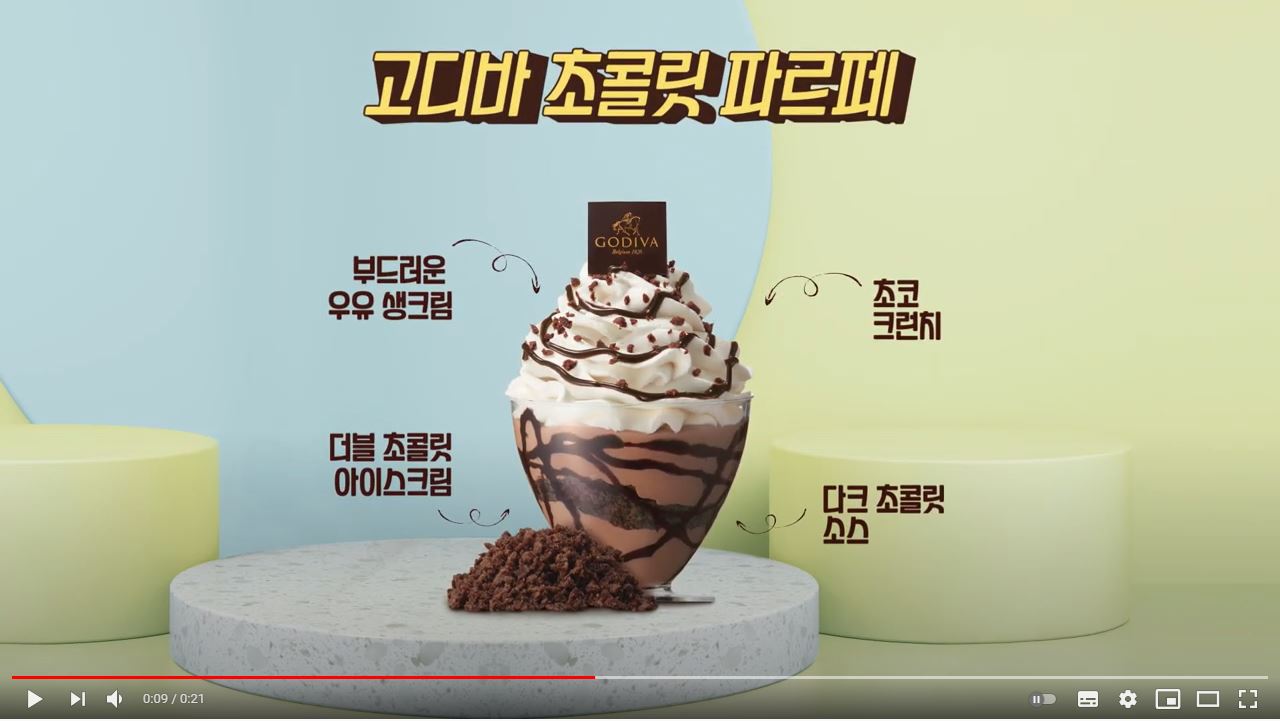 고디바 초콜릿 파르페
GODIVA
Belgium 1926
부드러운
우유 생크림
초코
크런치
더블 초콜릿
아이스크림
다크 초콜릿
소스
0:09 / 0:21